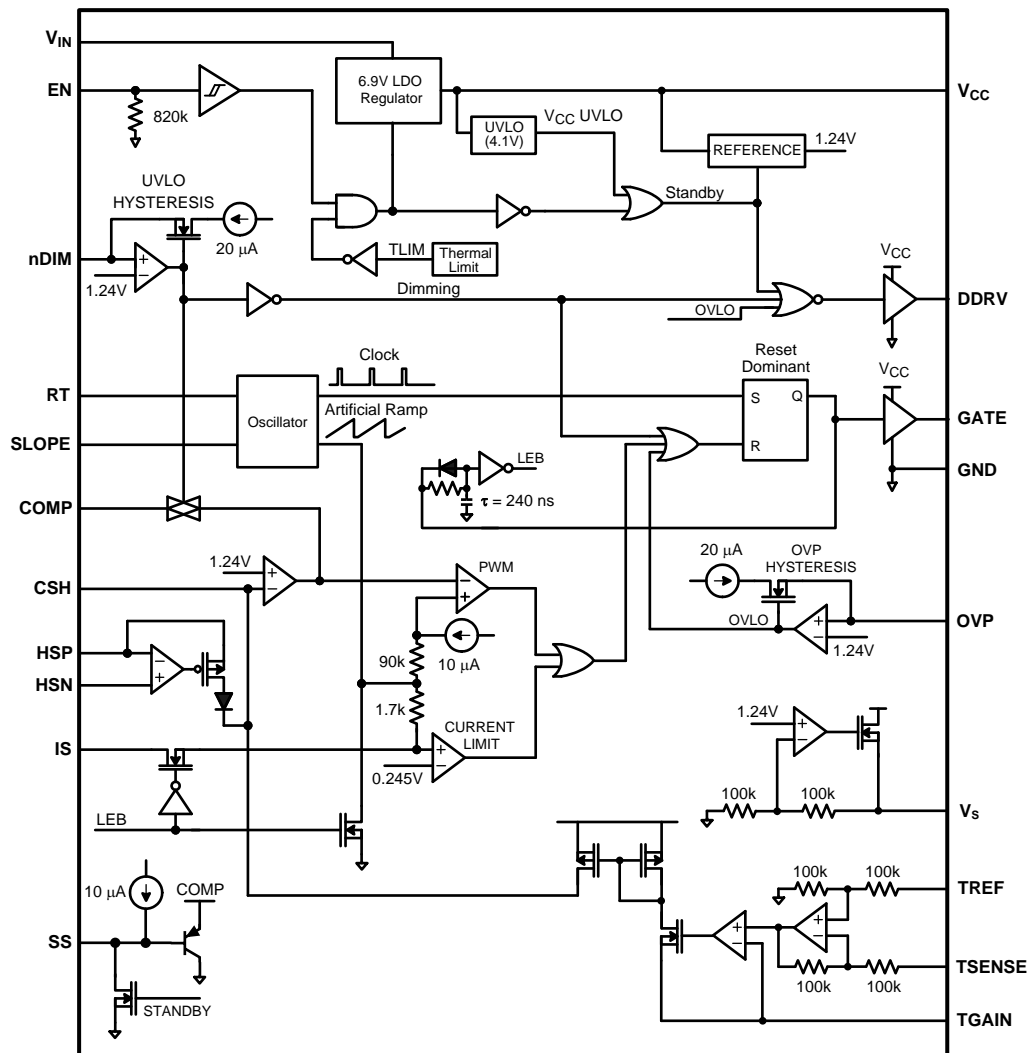 VIN
EN
820k
6.9V LDO
Regulator
UVLO
(4.1V)
VCC UVLO
REFERENCE
1.24V
VCC
UVLO
HYSTERESIS
20 μA
Standby
nDIM
1.24V
TLIM
Thermal
Limit
Dimming
OVLO
VCC
DDRV
RT
SLOPE
Oscillator
Clock
Artificial Ramp
Reset
Dominant
S
Q
R
VCC
GATE
GND
LEB
τ = 240 ns
COMP
CSH
1.24V
+
−
PWM
−
+
10 μA
90k
1.7k
20 μA
OVP
HYSTERESIS
OVLO
+
−
1.24V
OVP
HSP
HSN
−
+
IS
CURRENT
LIMIT
+
−
0.245V
LEB
1.24V
+
−
100k
100k
VS
10 μA
COMP
SS
STANDBY
100k
100k
TREF
+
−
+
−
100k
100k
TSENSE
TGAIN